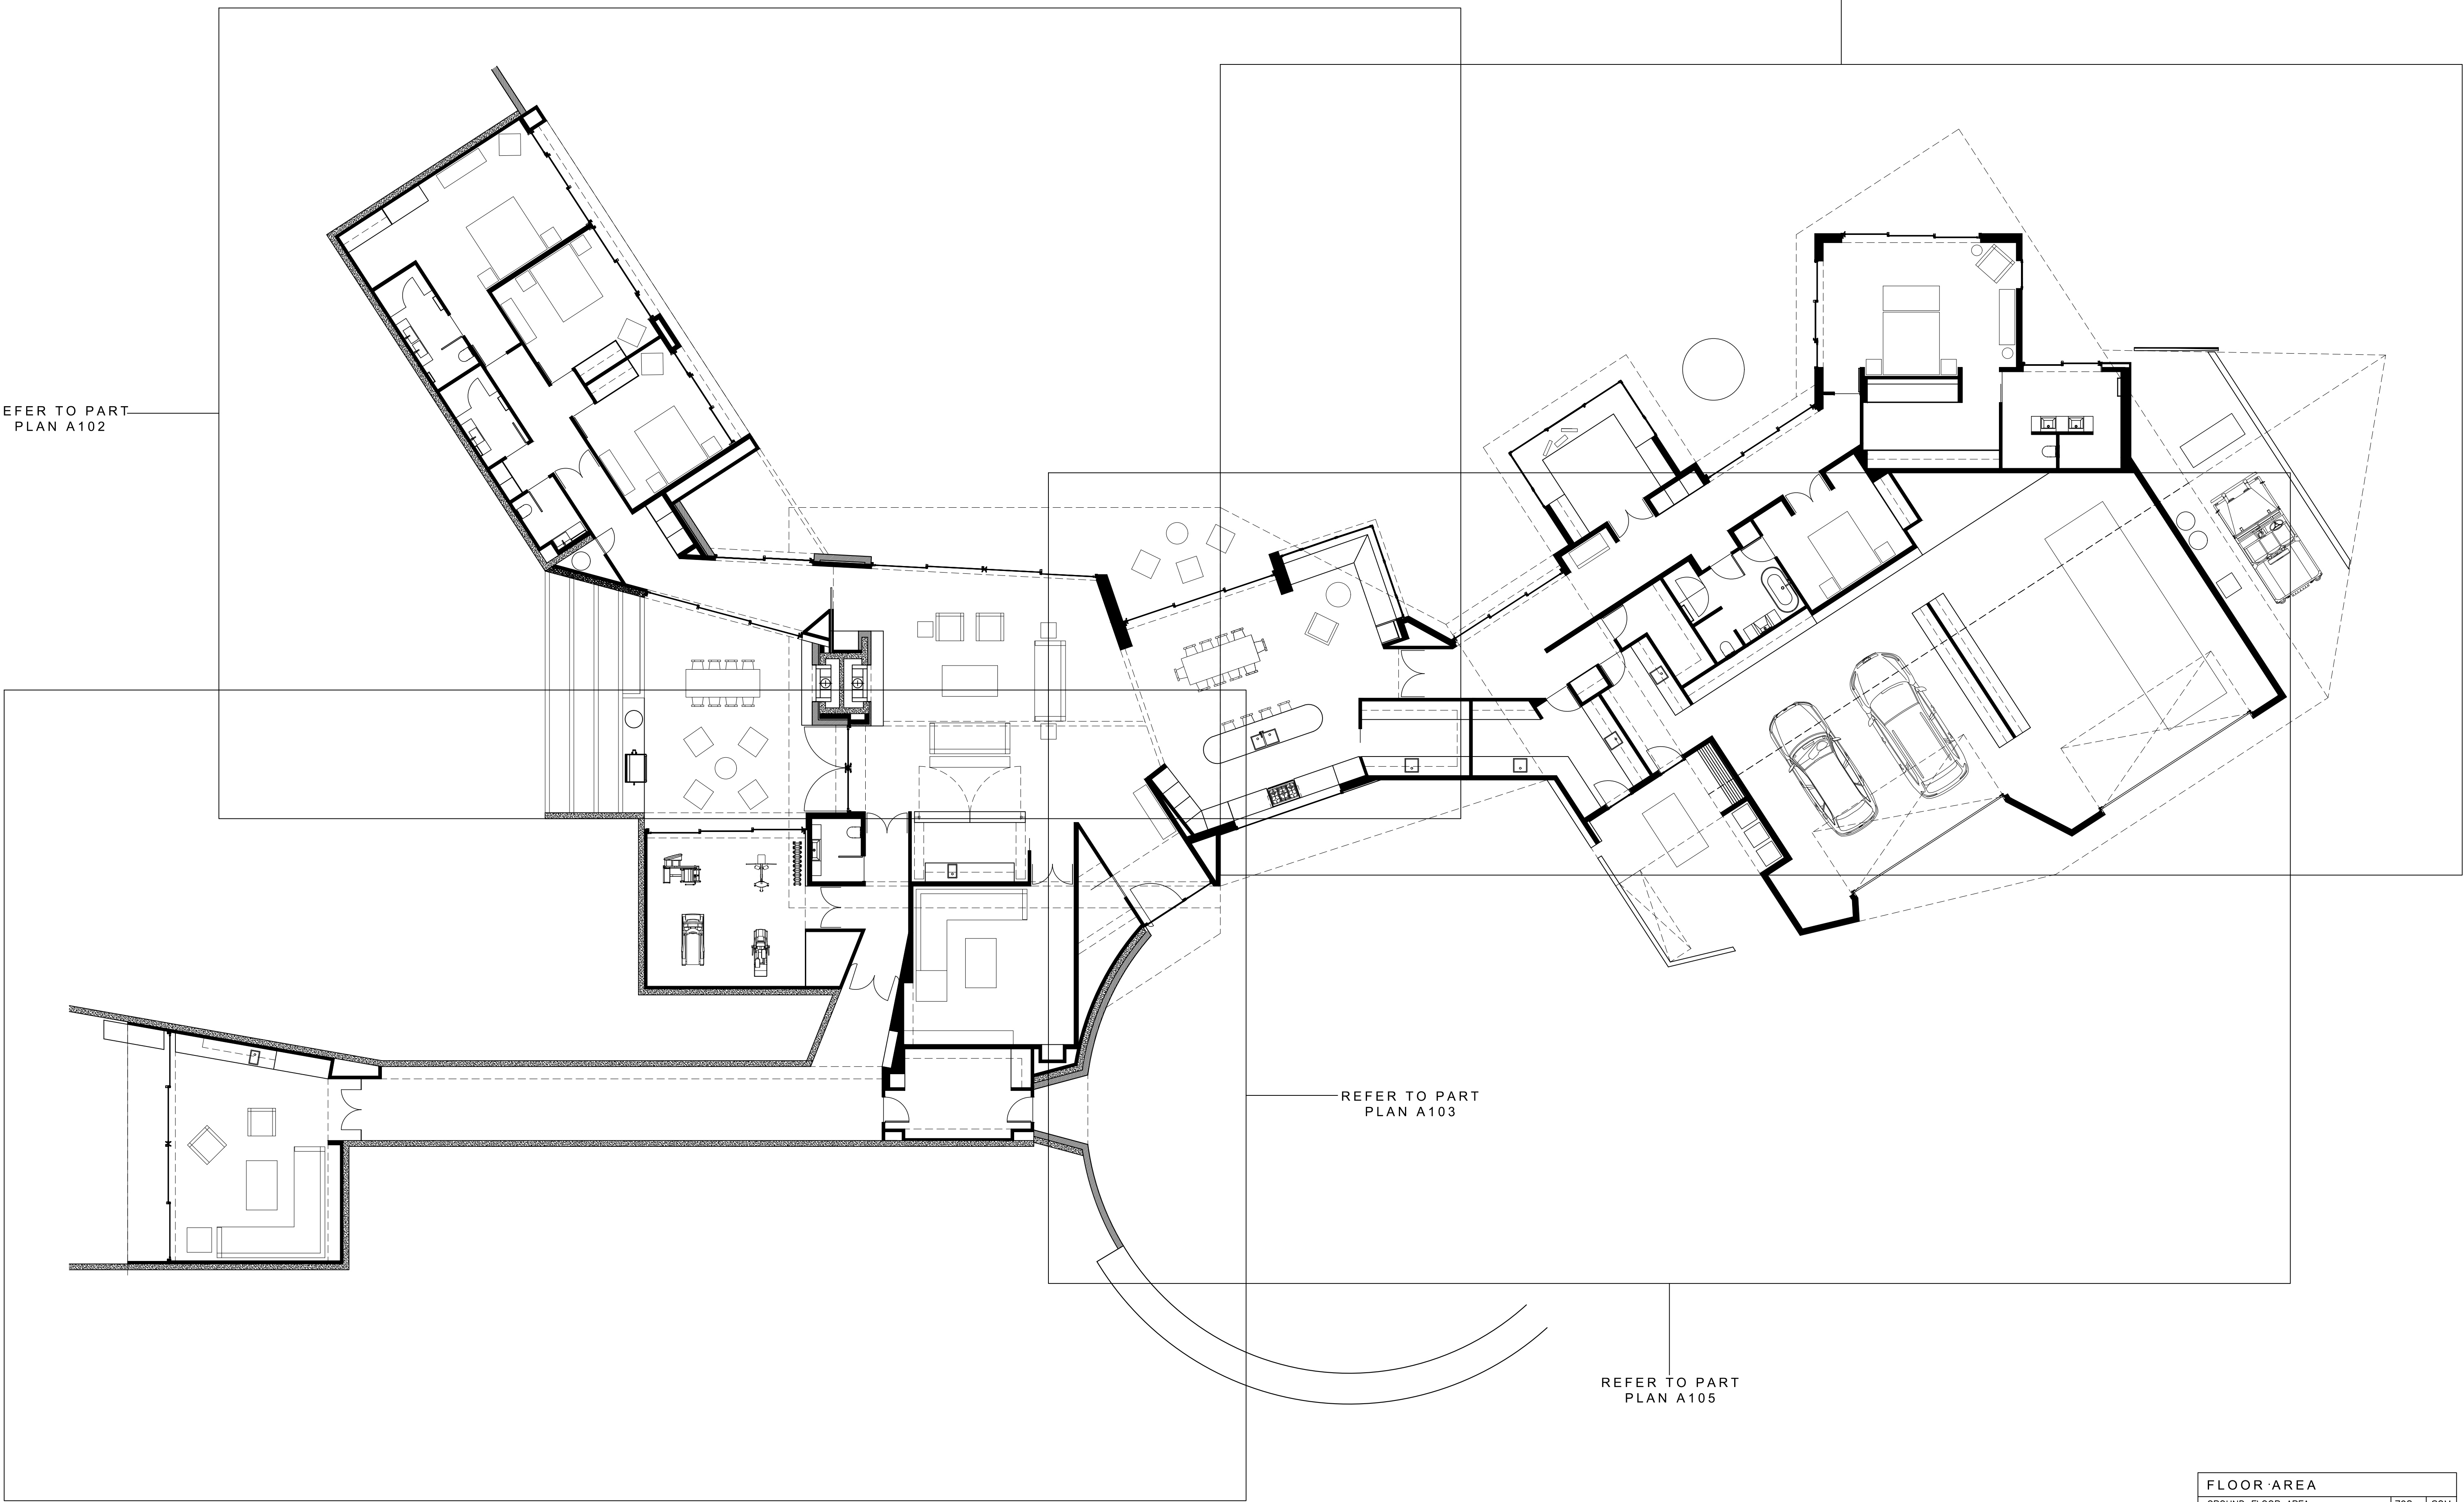 EFER TO PART
PLAN A102
REFER TO PART
PLAN A103
REFER TO PART
PLAN A105
FLOOR AREA